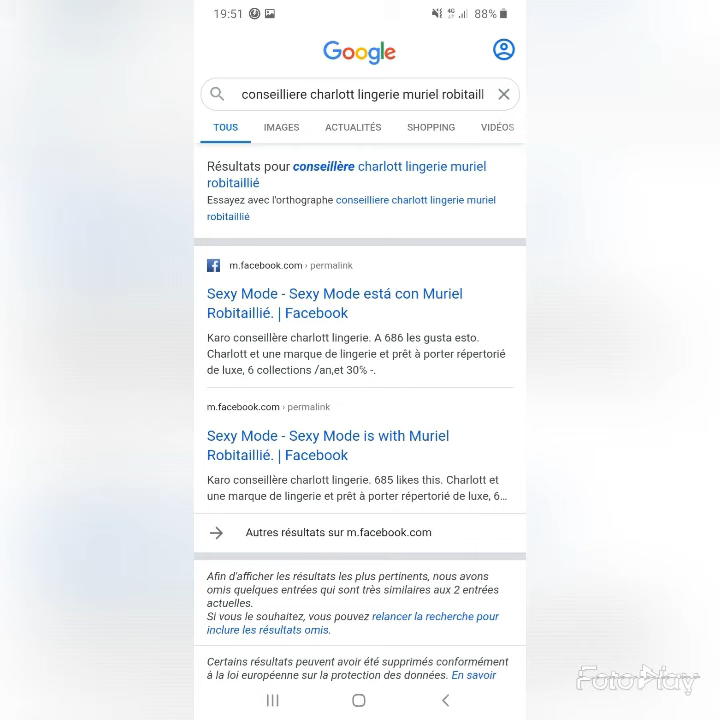 19:51
4G
88%
Google
conseilliere charlott lingerie muriel robitaill
TOUS IMAGES ACTUALITÉS SHOPPING VIDÉOS
Résultats pour conseillère charlott lingerie muriel
robitaillié
Essayez avec l'orthographe conseilliere charlott lingerie muriel
robitaillié
m.facebook.com › permalink
Sexy Mode - Sexy Mode está con Muriel
Robitaillié. | Facebook
Karo conseillère charlott lingerie. A 686 les gusta esto.
Charlott et une marque de lingerie et prêt à porter répertorié
de luxe, 6 collections /an,et 30% -.
m.facebook.com › permalink
Sexy Mode - Sexy Mode is with Muriel
Robitaillié. | Facebook
Karo conseillère charlott lingerie. 685 likes this. Charlott et
une marque de lingerie et prêt à porter répertorié de luxe, 6...
Autres résultats sur m.facebook.com
Afin d'afficher les résultats les plus pertinents, nous avons
omis quelques entrées qui sont très similaires aux 2 entrées
actuelles.
Si vous le souhaitez, vous pouvez relancer la recherche pour
inclure les résultats omis.
Certains résultats peuvent avoir été supprimés conformément
à la loi européenne sur la protection des données. En savoir
FotoPlay